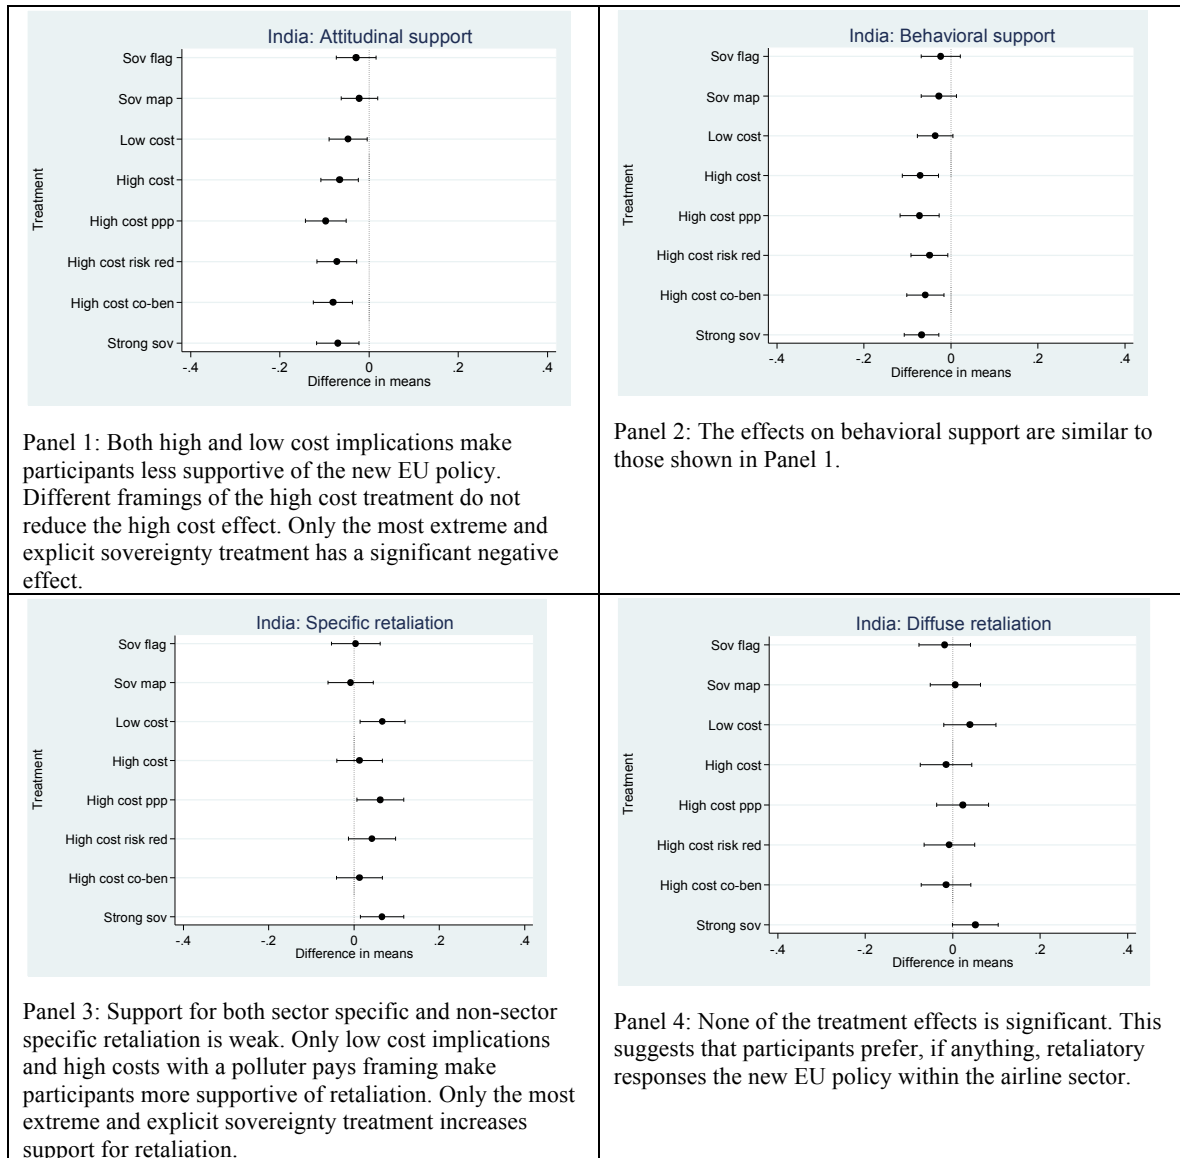 India: Attitudinal support
Treatment
Sov flag
Sov map
Low cost
High cost
High cost ppp
High cost risk red
High cost co-ben
Strong sov
-.4 -.2 0 .2 .4
Difference in means
Panel 1: Both high and low cost implications make
participants less supportive of the new EU policy.
Different framings of the high cost treatment do not
reduce the high cost effect. Only the most extreme and
explicit sovereignty treatment has a significant negative
effect.
India: Behavioral support
Treatment
Sov flag
Sov map
Low cost
High cost
High cost ppp
High cost risk red
High cost co-ben
Strong sov
-.4 -.2 0 .2 .4
Difference in means
Panel 2: The effects on behavioral support are similar to
those shown in Panel 1.
India: Specific retaliation
Treatment
Sov flag
Sov map
Low cost
High cost
High cost ppp
High cost risk red
High cost co-ben
Strong sov
-.4 -.2 0 .2 .4
Difference in means
Panel 3: Support for both sector specific and non-sector
specific retaliation is weak. Only low cost implications
and high costs with a polluter pays framing make
participants more supportive of retaliation. Only the most
extreme and explicit sovereignty treatment increases
support for retaliation.
India: Diffuse retaliation
Treatment
Sov flag
Sov map
Low cost
High cost
High cost ppp
High cost risk red
High cost co-ben
Strong sov
-.4 -.2 0 .2 .4
Difference in means
Panel 4: None of the treatment effects is significant. This
suggests that participants prefer, if anything, retaliatory
responses the new EU policy within the airline sector.